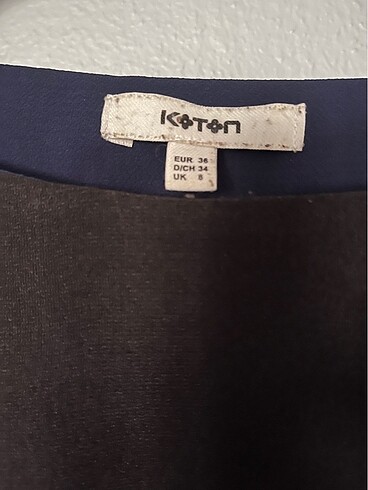 KOTON
EUR 36
D/CH 34
UK 8